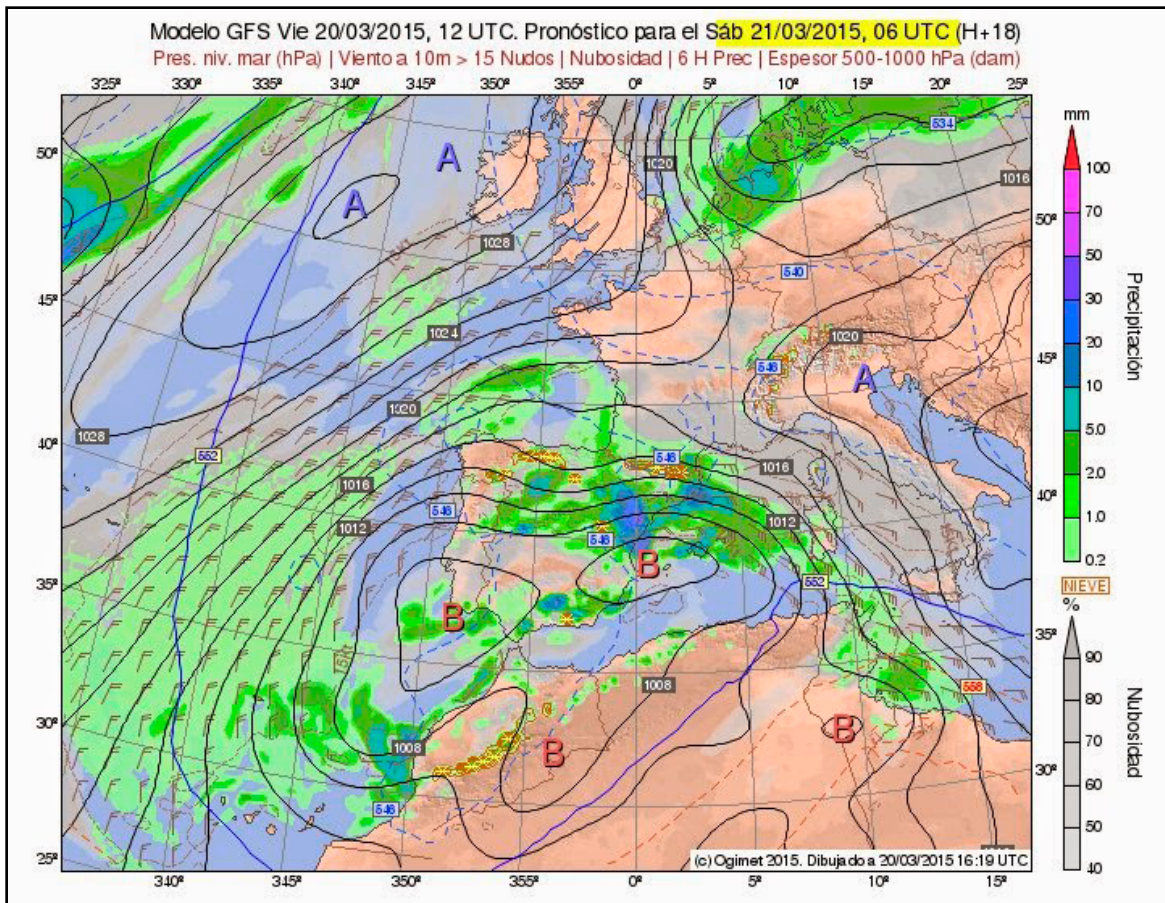 Modelo GFS Vie 20/03/2015, 12 UTC. Pronóstico para el Sáb 21/03/2015, 06 UTC (H+18)
Pres. niv. mar (hPa) | Viento a 10m > 15 Nudos | Nubosidad | 6 H Prec | Espesor 500-1000 hPa (dam)
325º 330º 335º 340º 345º 350º 355º 0º 5º 10º 15º 20º 25º
mm
534
50º
A
1020
100
A
1016
70
50º
1028
50
540
45º
30
1024
1020
20
546
45º
A
10
1020
5.0
1028
40º
552
546
1016
2.0
1016
546
40º
1.0
1012
546
1012
0.2
B
35º
552
NIEVE
%
B
35º
90
1008
558
80
30º
1008
B
B
70
30º
60
546
50
25º
(c) Ogimet 2015. Dibujado a 20/03/2015 16:19 UTC
40
340º 345º 350º 355º 0º 5º 10º 15º
Precipitación
Nubosidad